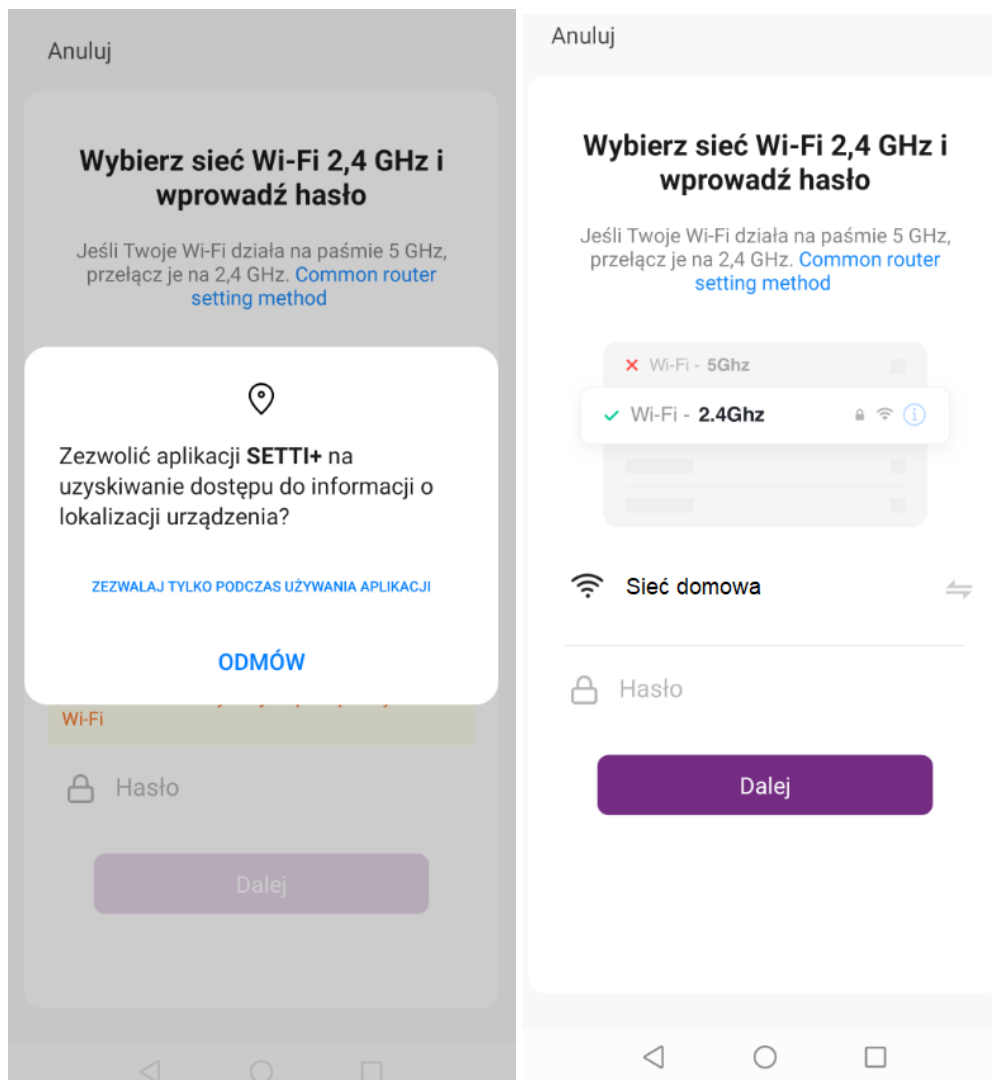 Anuluj
Wybierz sieć Wi-Fi 2,4 GHz i
wprowadź hasło
Jeśli Twoje Wi-Fi działa na paśmie 5 GHz,
przełącz je na 2,4 GHz. Common router
setting method
Zezwolić aplikacji SETTI+ na
uzyskiwanie dostępu do informacji o
lokalizacji urządzenia?
ZEZWALAJ TYLKO PODCZAS UŻYWANIA APLIKACJI
ODMÓW
Wi-Fi
Hasło
Dalej
Anuluj
Wybierz sieć Wi-Fi 2,4 GHz i
wprowadź hasło
Jeśli Twoje Wi-Fi działa na paśmie 5 GHz,
przełącz je na 2,4 GHz. Common router
setting method
Wi-Fi - 5Ghz
Wi-Fi - 2.4Ghz
Sieć domowa
Hasło
Dalej